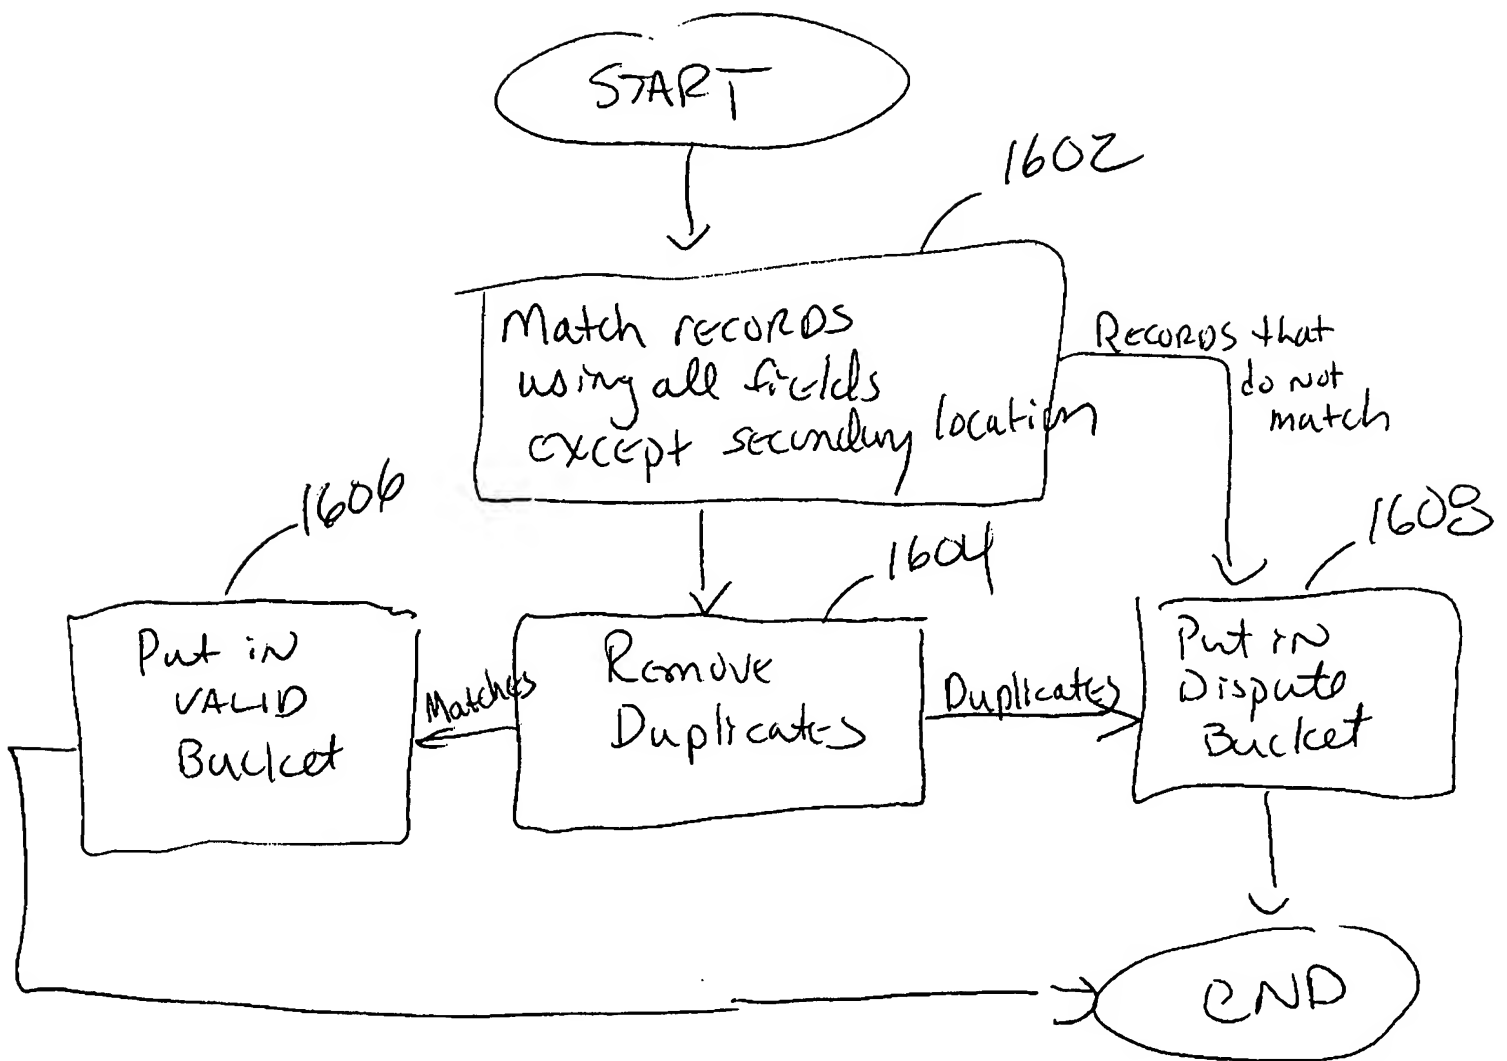 START
1602
Match RECORDS
using all fields
EXCEPT secondary location
RECORDS that
do NOT
match
1606
1604
1608
Put iN
VALID
Bucket
Matches
REMOVE
Duplicates
Duplicates
Put iN
Dispute
Bucket
END